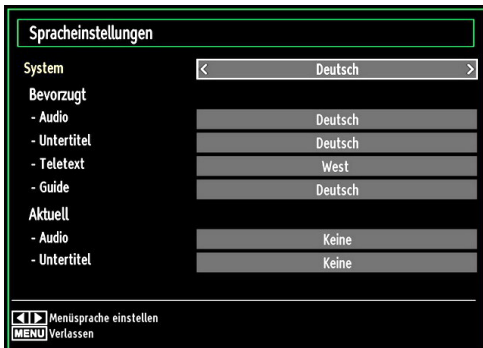 Spracheinstellungen
System < Deutsch >
Bevorzugt
- Audio Deutsch
- Untertitel Deutsch
- Teletext West
- Guide Deutsch
Aktuell
- Audio Keine
- Untertitel Keine
Menüsprache einstellen
MENU Verlassen